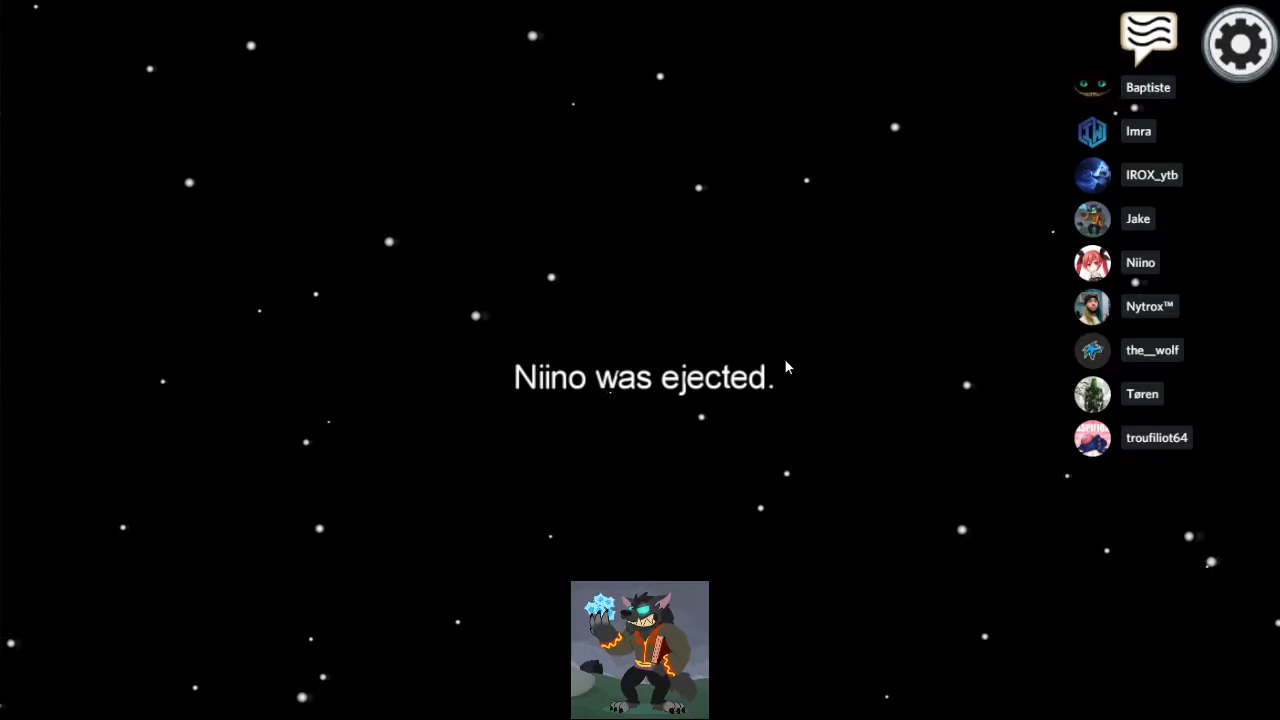 Baptiste
Imra
IROX_ytb
Jake
Niino
Nytrox™
the__wolf
Tøren
troufiliot64
Niino was ejected.